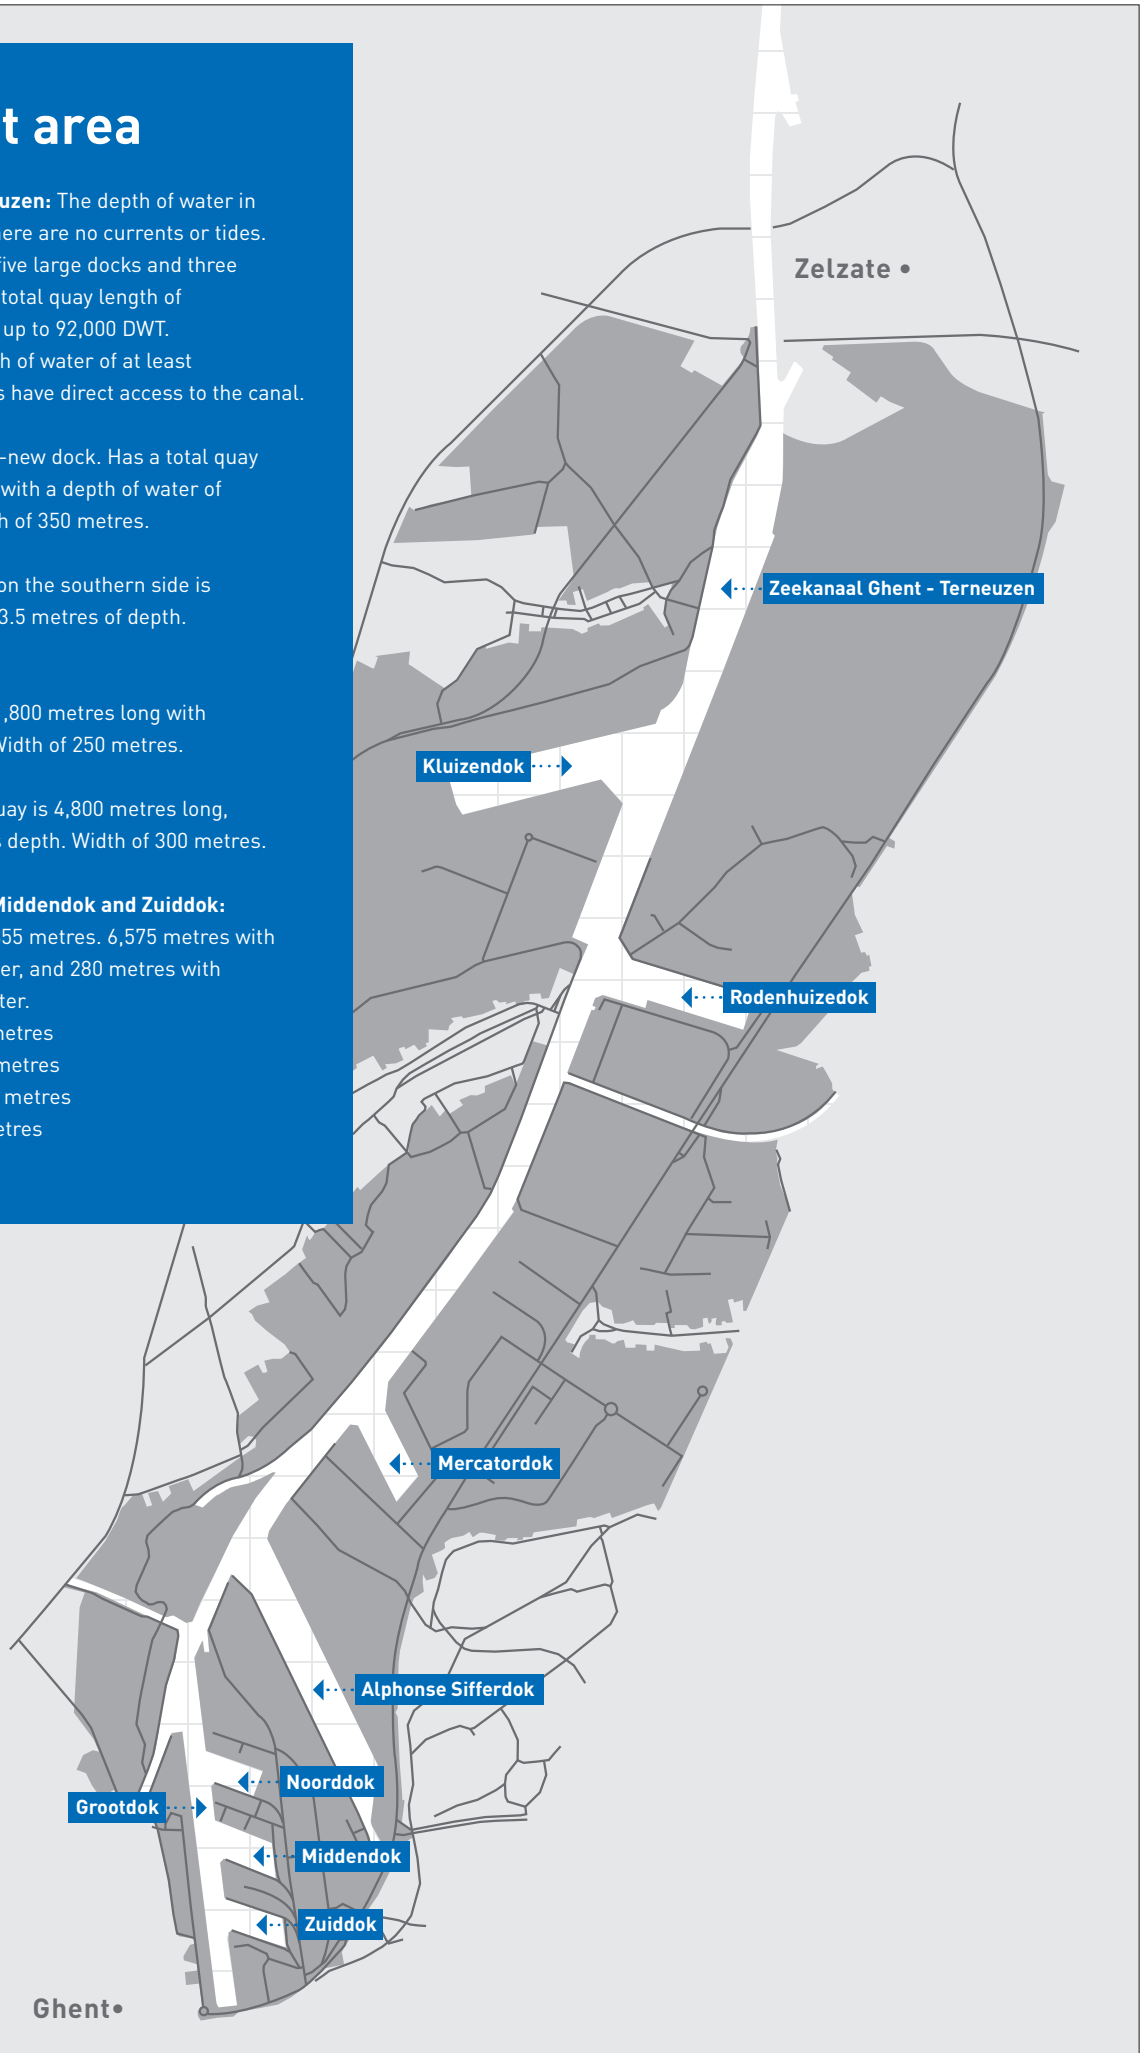 t area
uzen: The depth of water in
here are no currents or tides.
five large docks and three
total quay length of
up to 92,000 DWT.
h of water of at least
s have direct access to the canal.
-new dock. Has a total quay
with a depth of water of
h of 350 metres.
on the southern side is
3.5 metres of depth.
,800 metres long with
Width of 250 metres.
uay is 4,800 metres long,
s depth. Width of 300 metres.
Middendok and Zuiddok:
55 metres. 6,575 metres with
er, and 280 metres with
ter.
metres
metres
metres
etres
Zelzate
Zeekanaal Ghent - Terneuzen
Kluizendok
Rodenhuizedok
Mercatordok
Alphonse Sifferdok
Noorddok
Grootdok
Middendok
Zuiddok
Ghent